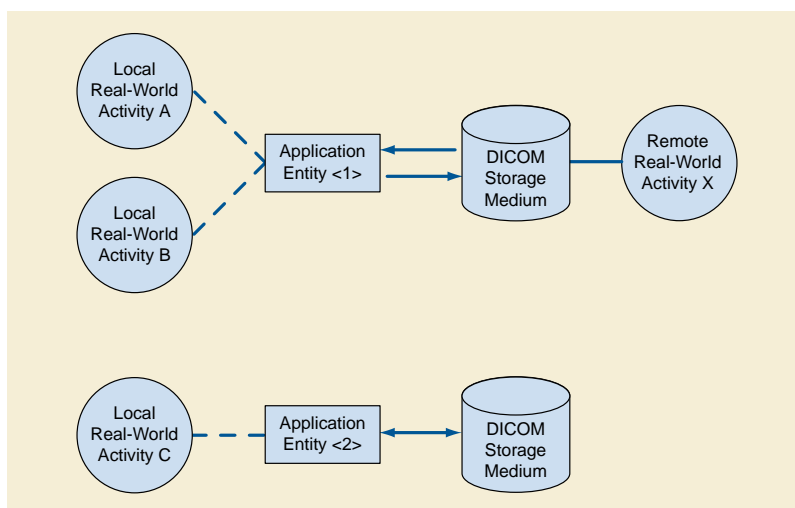 Local
Real-World
Activity A
Application
Entity <1>
DICOM
Storage
Medium
Remote
Real-World
Activity X
Local
Real-World
Activity B
Local
Real-World
Activity C
Application
Entity <2>
DICOM
Storage
Medium